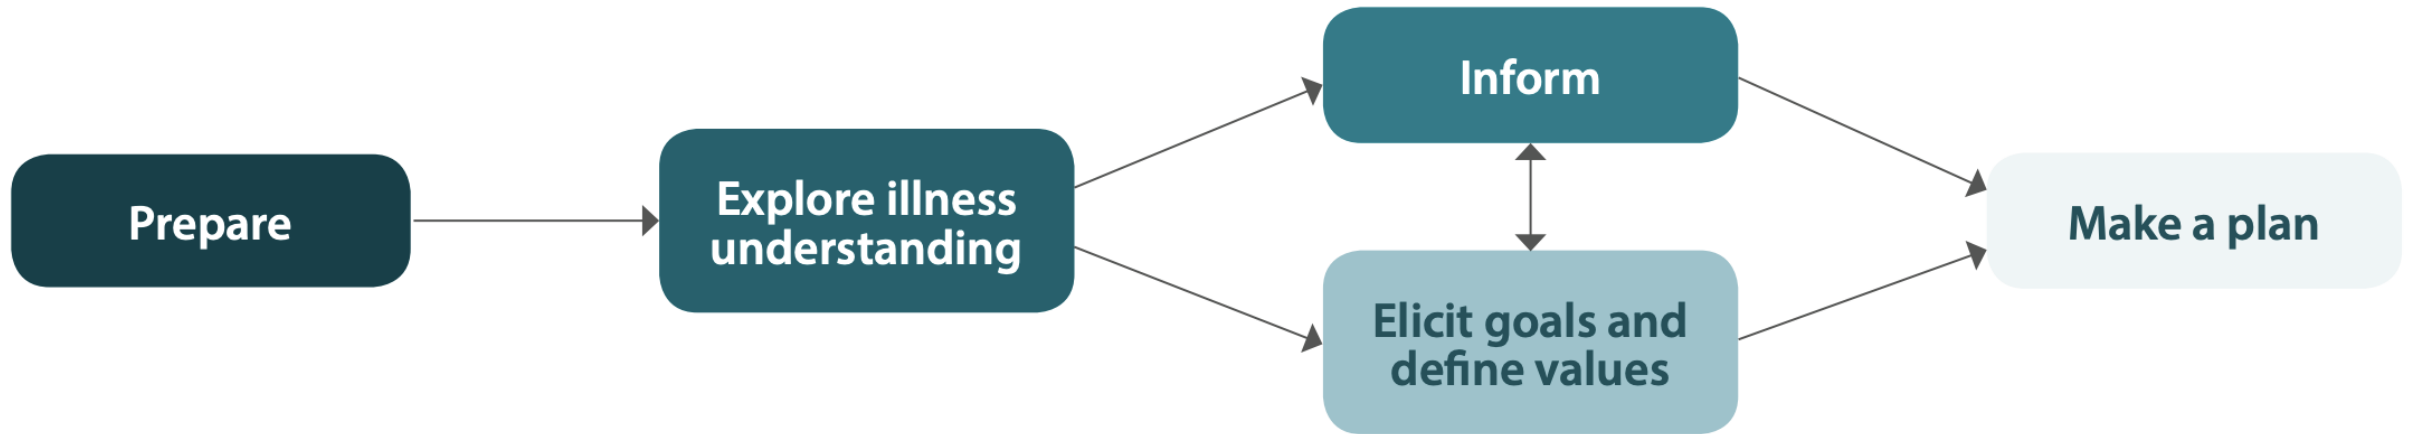 Prepare
Explore illness
understanding
Inform
Elicit goals and
define values
Make a plan